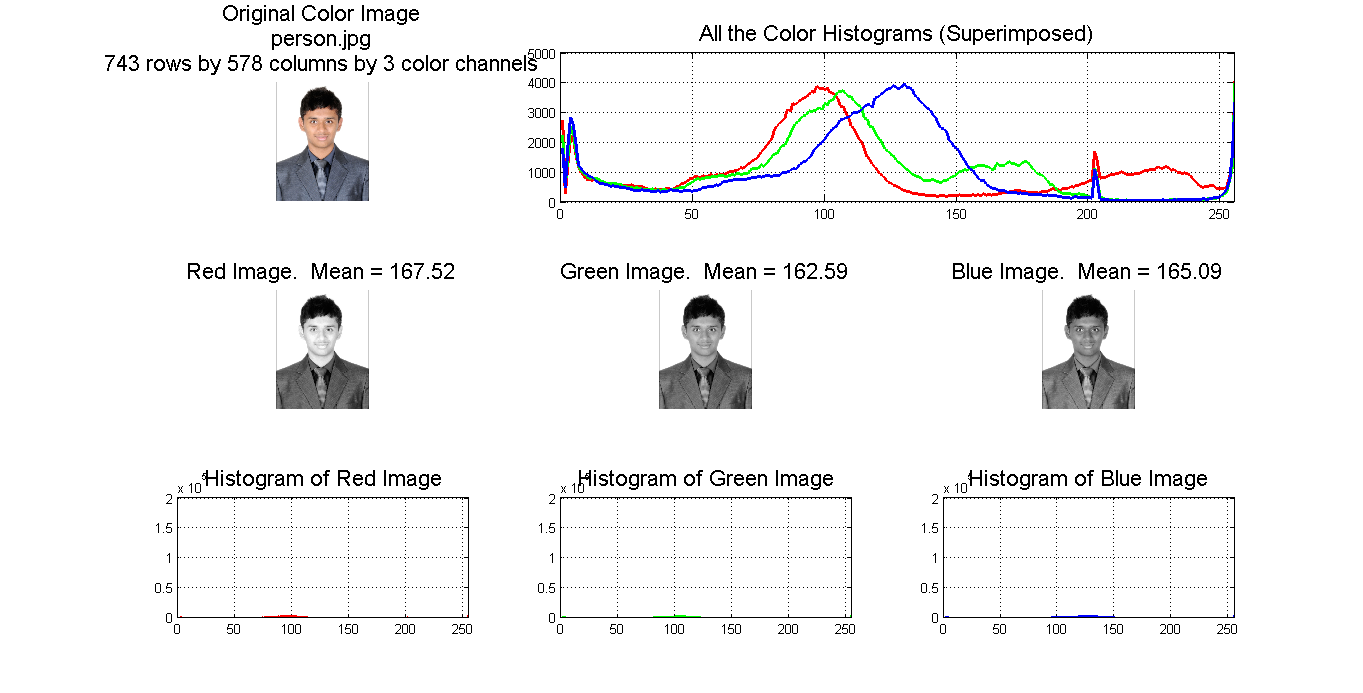 Original Color Image
person.jpg
743 rows by 578 columns by 3 color channels
All the Color Histograms (Superimposed)
5000
4000
3000
2000
1000
0
0 50 100 150 200 250
Red Image.  Mean = 167.52
Green Image.  Mean = 162.59
Blue Image.  Mean = 165.09
Histogram of Red Image
x 10
2
1.5
1
0.5
0
0 50 100 150 200 250
Histogram of Green Image
x 10
2
1.5
1
0.5
0
0 50 100 150 200 250
Histogram of Blue Image
x 10
2
1.5
1
0.5
0
0 50 100 150 200 250